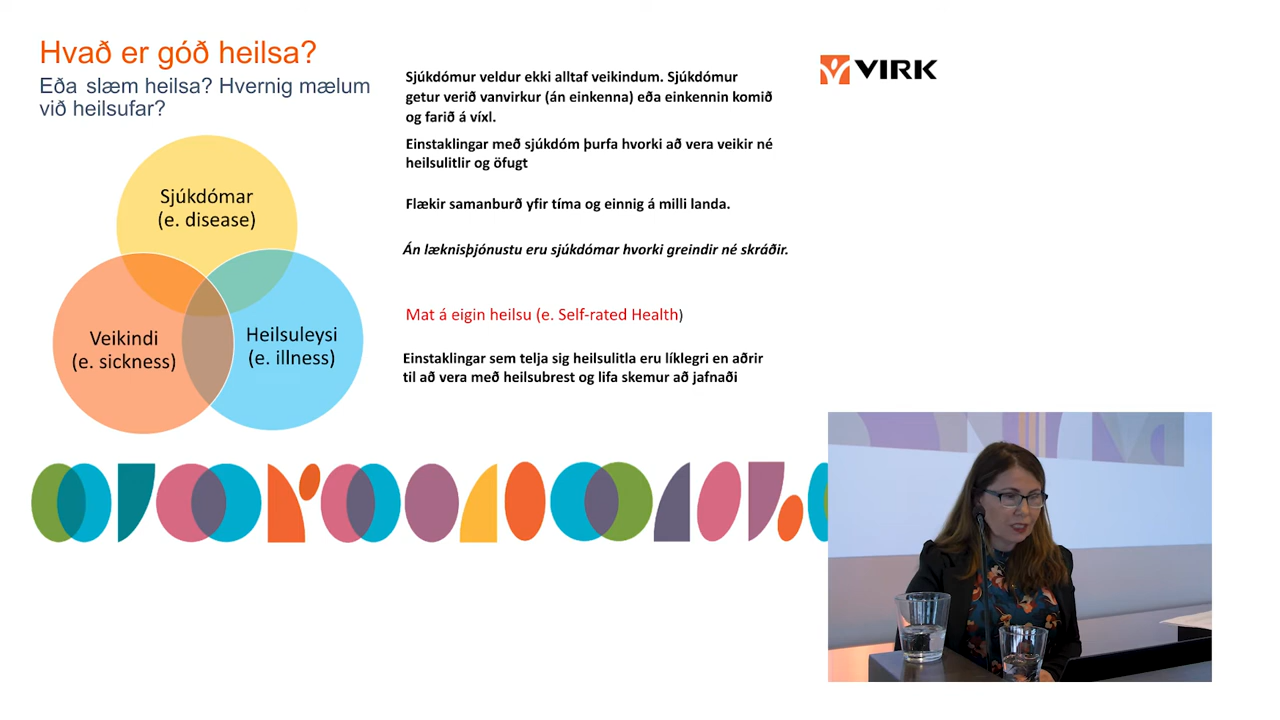 Hvað er góð heilsa?
Eða slæm heilsa? Hvernig mælum
við heilsufar?
Sjúkdómar
(e. disease)
Veikindi
(e. sickness)
Heilsuleysi
(e. illness)
Sjúkdómur veldur ekki alltaf veikindum. Sjúkdómur
getur verið vanvirkur (án einkenna) eða einkennin komið
og farið á víxl.
Einstaklingar með sjúkdóm þurfa hvorki að vera veikir né
heilsulitlir og öfugt
Flækir samanburð yfir tíma og einnig á milli landa.
Án læknisþjónustu eru sjúkdómar hvorki greindir né skráðir.
Mat á eigin heilsu (e. Self-rated Health)
Einstaklingar sem telja sig heilsulitla eru líklegri en aðrir
til að vera með heilsubrest og lifa skemur að jafnaði
VIRK